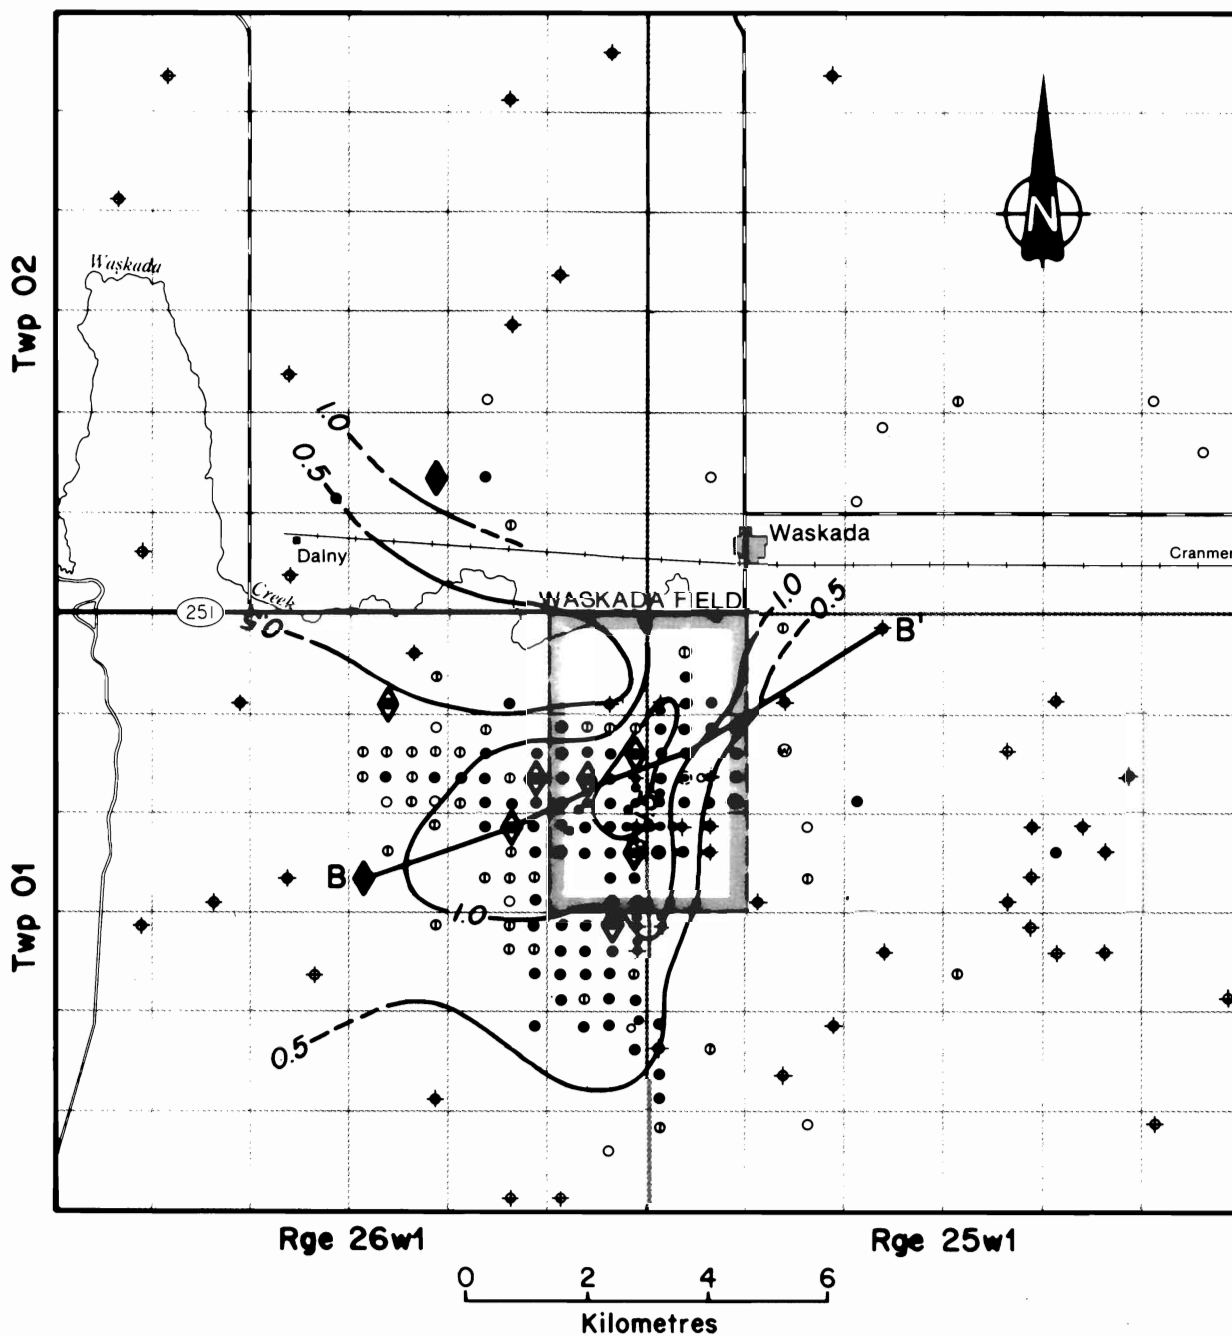 N
Twp 02
Waskada
1.0
0.5
Waskada
Dalny
Cranmer
Creek
251
WASKADA FIELD
1.0
0.5
0.5
B'
W
B
1.0
Twp 01
0.5
Rge 26w1
Rge 25w1
0 2 4 6
Kilometres